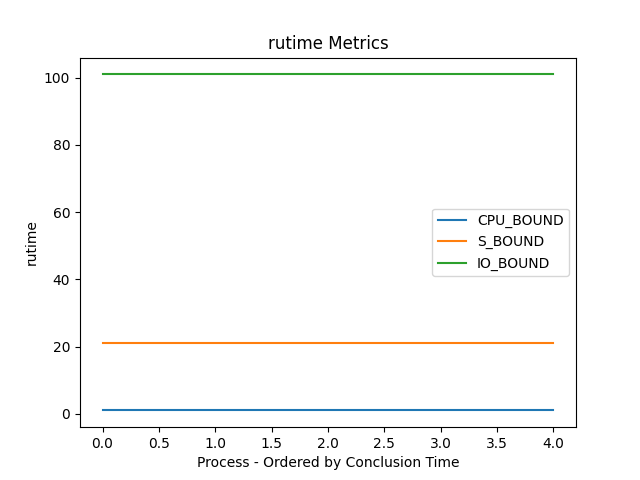 rutime Metrics
rutime
100
80
60
40
20
0
CPU_BOUND
S_BOUND
IO_BOUND
0.0 0.5 1.0 1.5 2.0 2.5 3.0 3.5 4.0
Process - Ordered by Conclusion Time